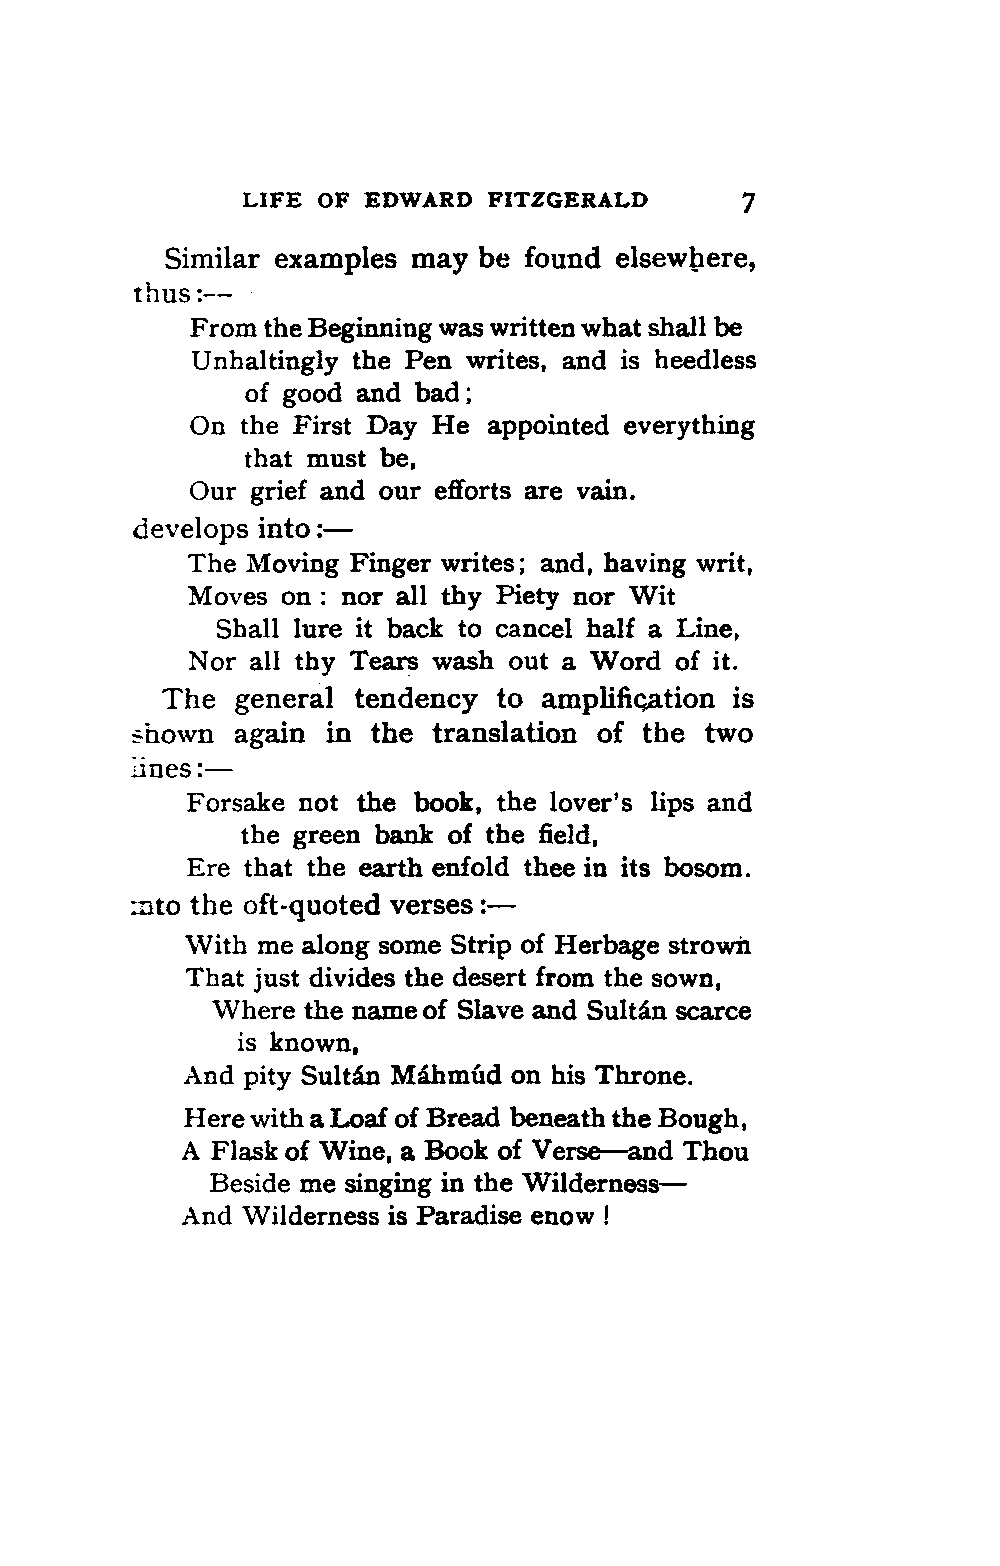 LIFE OF EDWARD FITZGERALD 7
Similar examples may be found elsewhere,
thus:—
From the Beginning was written what shall be
Unhaltingly the Pen writes, and is heedless
of good and bad;
On the First Day He appointed everything
that must be,
Our grief and our efforts are vain.
develops into:—
The Moving Finger writes; and, having writ,
Moves on: nor all thy Piety nor Wit
Shall lure it back to cancel half a Line,
Nor all thy Tears wash out a Word of it.
The general tendency to amplification is
shown again in the translation of the two
lines:—
Forsake not the book, the lover's lips and
the green bank of the field,
Ere that the earth enfold thee in its bosom.
into the oft-quoted verses:—
With me along some Strip of Herbage strown
That just divides the desert from the sown,
Where the name of Slave and Sultán scarce
is known,
And pity Sultán Máhmúd on his Throne.
Here with a Loaf of Bread beneath the Bough,
A Flask of Wine, a Book of Verse—and Thou
Beside me singing in the Wilderness—
And Wilderness is Paradise enow!